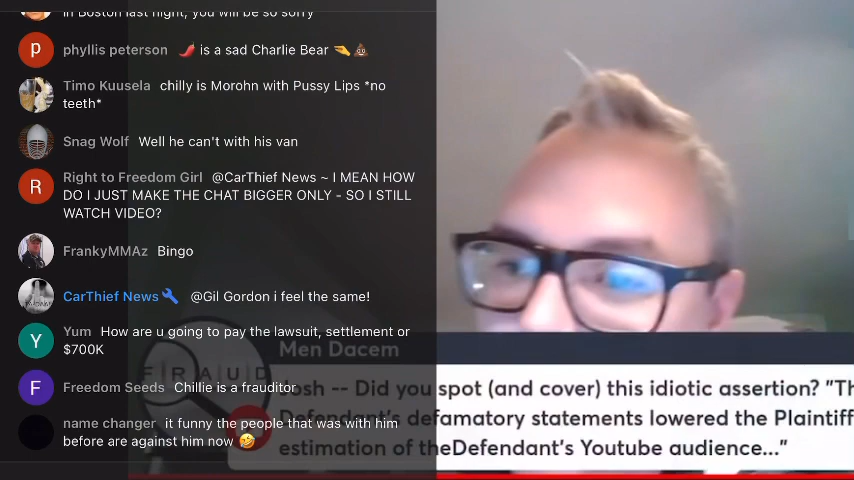 in Boston last night, you will be so sorry
phyllis peterson 🌶️ is a sad Charlie Bear 🫲💩
Timo Kuusela chilly is Morohn with Pussy Lips *no
teeth*
Snag Wolf Well he can't with his van
Right to Freedom Girl @CarThief News ~ I MEAN HOW
DO I JUST MAKE THE CHAT BIGGER ONLY - SO I STILL
WATCH VIDEO?
FrankyMMAz Bingo
CarThief News🔧 @Gil Gordon i feel the same!
Yum How are u going to pay the lawsuit, settlement or
$700K
Freedom Seeds Chillie is a frauditor
name changer it funny the people that was with him
before are against him now 🤣
p
R
Y
F
FRAUD
Men Dacem
Josh -- Did you spot (and cover) this idiotic assertion? "Th
Defendant's defamatory statements lowered the Plaintiff
estimation of theDefendant's Youtube audience..."